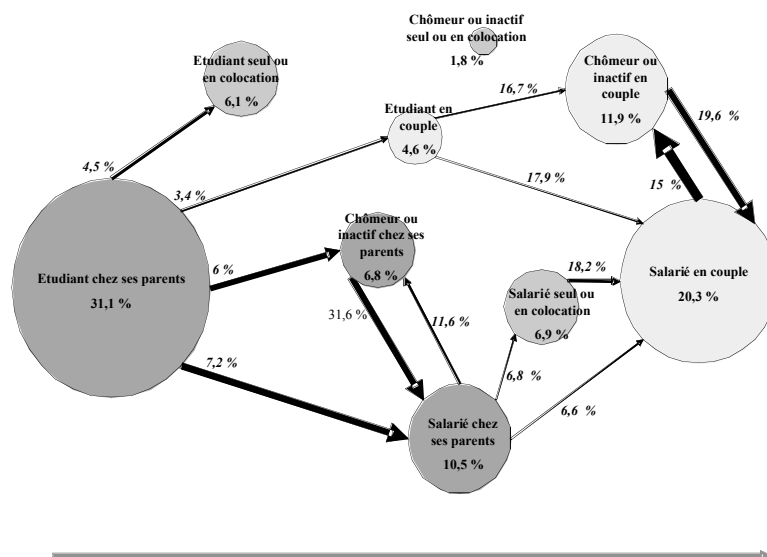 Chômeur ou inactif
seul ou en colocation
1,8 %
Etudiant seul ou
en colocation
6,1 %
Chômeur ou
inactif en
couple
11,9 %
16,7 %
19,6 %
Etudiant en
couple
4,6 %
4,5 %
3,4 %
17,9 %
15 %
Chômeur ou
inactif chez ses
parents
6,8 %
Etudiant chez ses parents
31,1 %
6 %
18,2 %
Salarié en couple
20,3 %
Salarié seul ou
en colocation
6,9 %
31,6 %
11,6 %
7,2 %
6,8 %
6,6 %
Salarié chez
ses parents
10,5 %